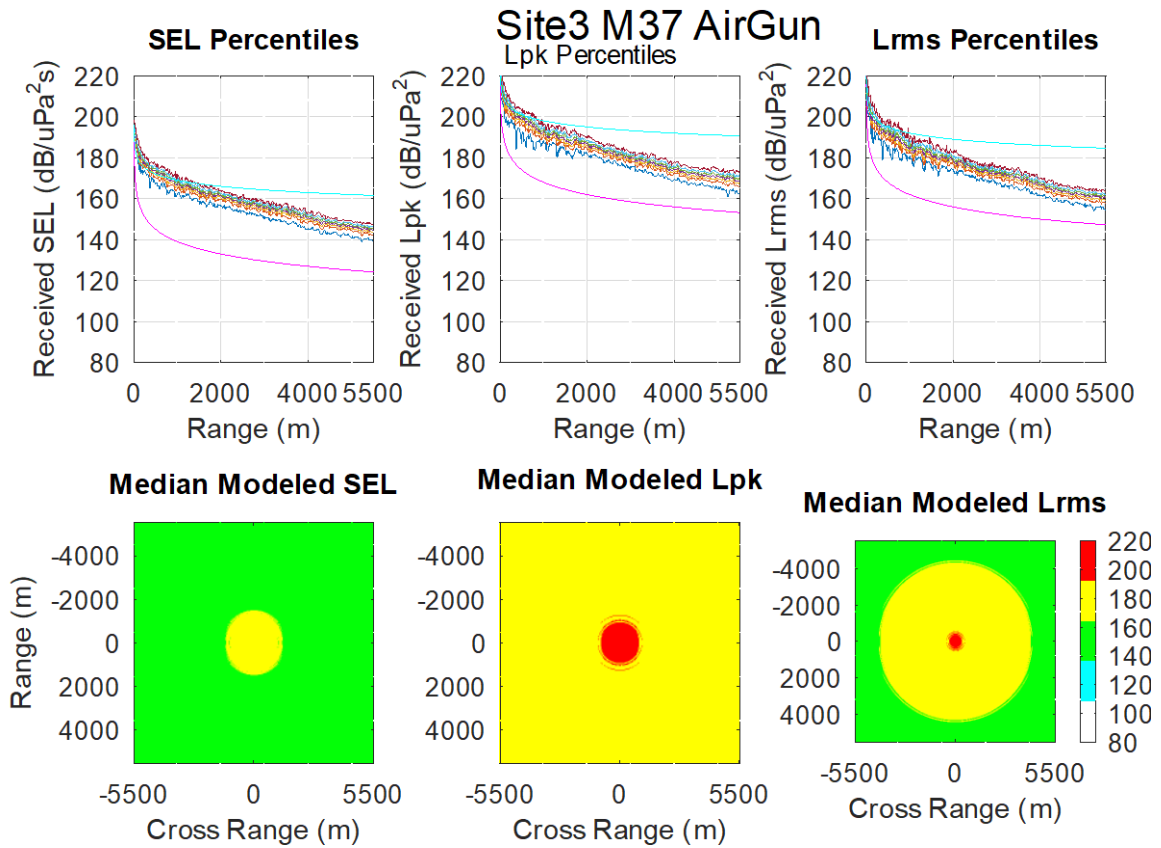 Site3 M37 AirGun
SEL Percentiles
Lpk Percentiles
Lrms Percentiles
Received SEL (dB/uPa²s)
220
200
180
160
140
120
100
80
0 2000 4000 5500
Range (m)
Received Lpk (dB/uPa²)
220
200
180
160
140
120
100
80
0 2000 4000 5500
Range (m)
Received Lrms (dB/uPa²)
220
200
180
160
140
120
100
80
0 2000 4000 5500
Range (m)
Median Modeled SEL
Range (m)
-4000
-2000
0
2000
4000
-5500 0 5500
Cross Range (m)
Median Modeled Lpk
-4000
-2000
0
2000
4000
-5500 0 5500
Cross Range (m)
Median Modeled Lrms
-4000
-2000
0
2000
4000
-5500 0 5500
Cross Range (m)
220
200
180
160
140
120
100
80